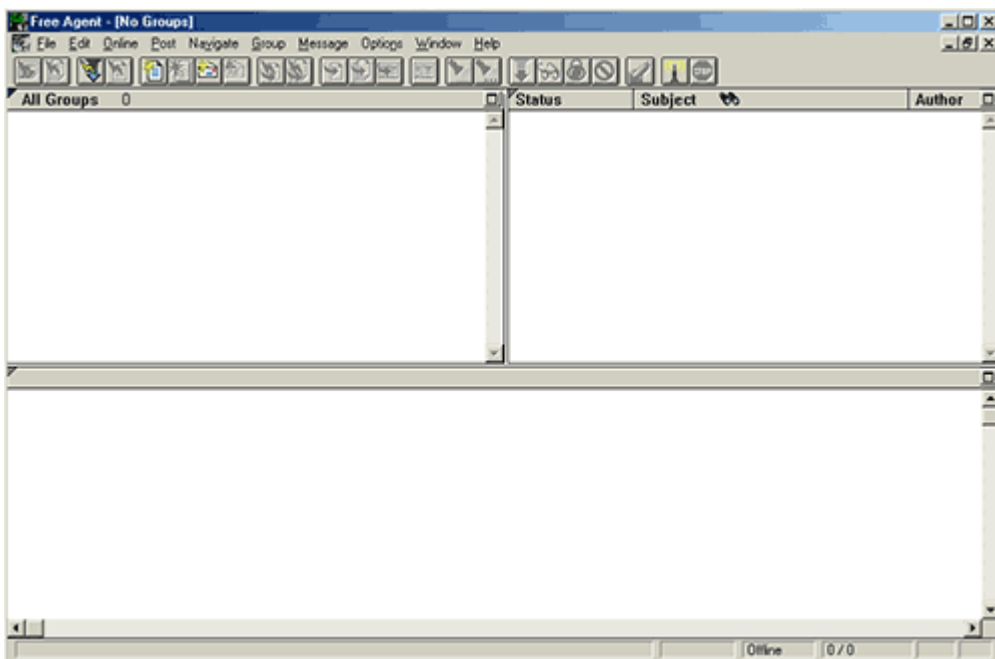 Free Agent - [No Groups]
File Edit Online Post Navigate Group Message Options Window Help
All Groups 0 Status Subject Author
Offline 0 / 0